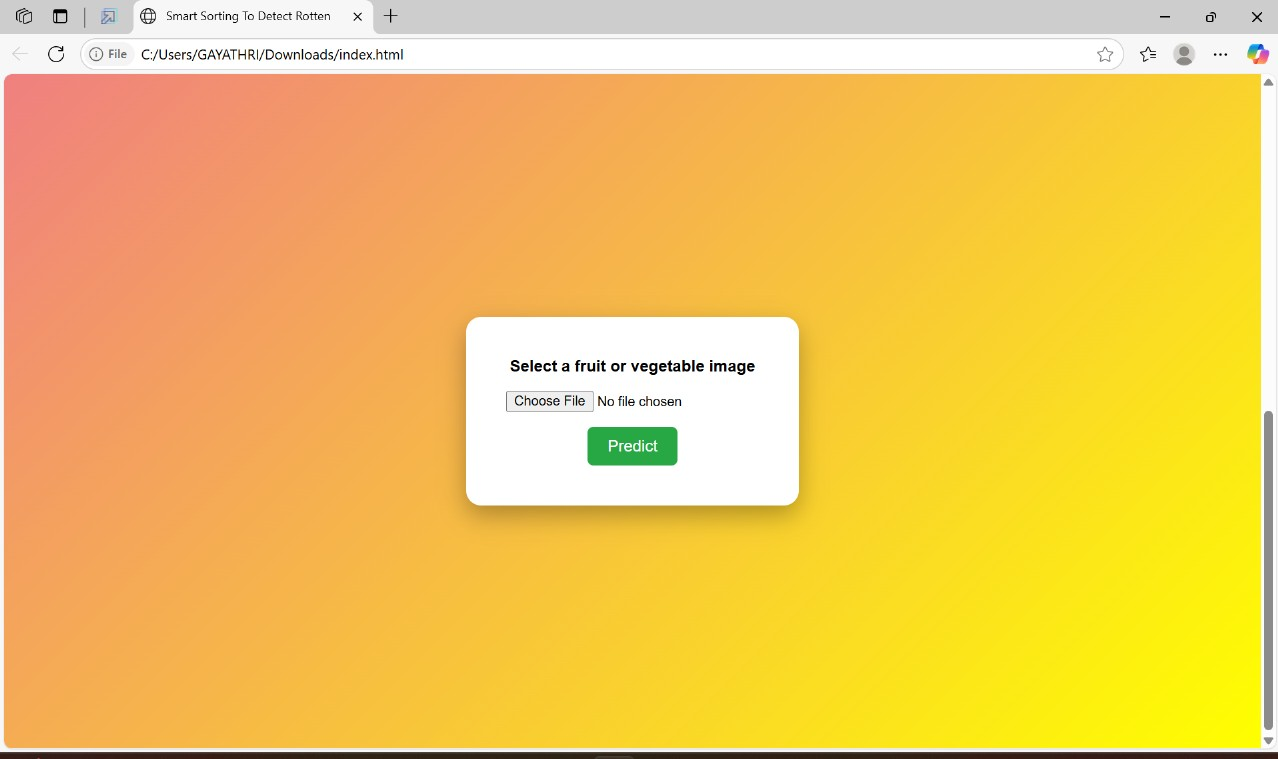 Smart Sorting To Detect Rotten
File C:/Users/GAYATHRI/Downloads/index.html
Select a fruit or vegetable image
Choose File No file chosen
Predict